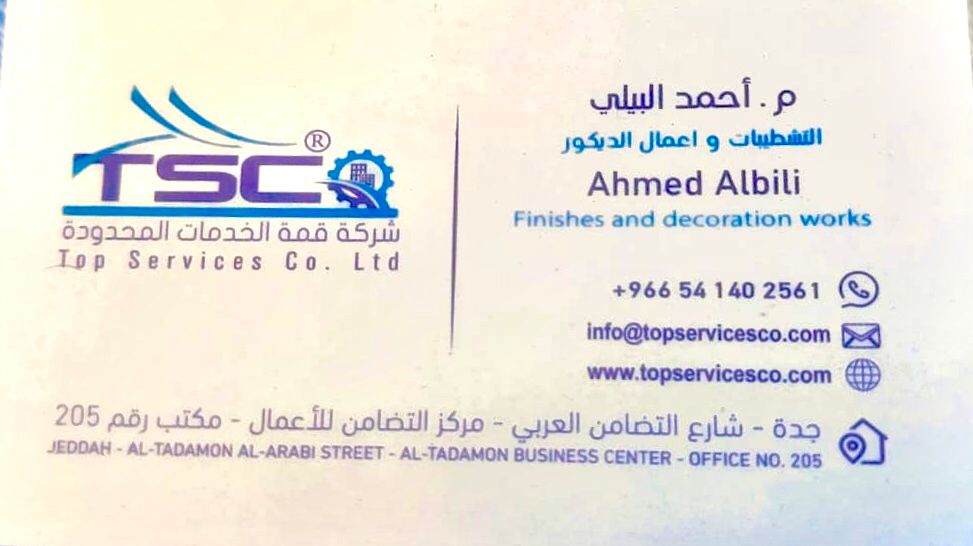 TSC®
شركة قمة الخدمات المحدودة
Top Services Co. Ltd
م. أحمد البيلي
التشطيبات و اعمال الديكور
Ahmed Albili
Finishes and decoration works
+966 54 140 2561
info@topservicesco.com
www.topservicesco.com
جدة - شارع التضامن العربي - مركز التضامن للأعمال - مكتب رقم 205
JEDDAH - AL-TADAMON AL-ARABI STREET - AL-TADAMON BUSINESS CENTER - OFFICE NO. 205